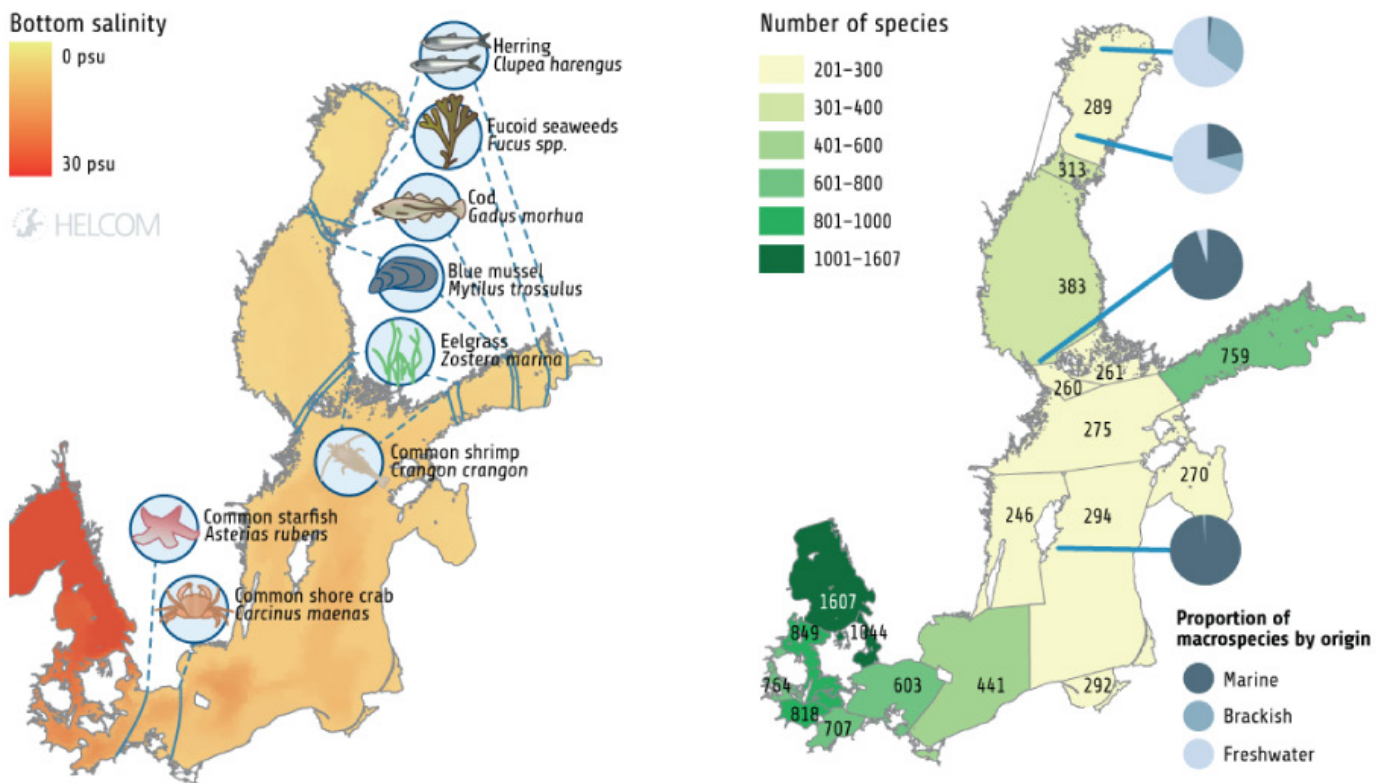 Bottom salinity
0 psu
30 psu
HELCOM
Herring
Clupea harengus
Fucoid seaweeds
Fucus spp.
Cod
Gadus morhua
Blue mussel
Mytilus trossulus
Eelgrass
Zostera marina
Common shrimp
Crangon crangon
Common starfish
Asterias rubens
Common shore crab
Carcinus maenas
Number of species
201–300
301–400
401–600
601–800
801–1000
1001–1607
289
313
383
759
261
260
275
270
246
294
1607
849
1044
764
603
441
292
818
707
Proportion of
macrospecies by origin
Marine
Brackish
Freshwater